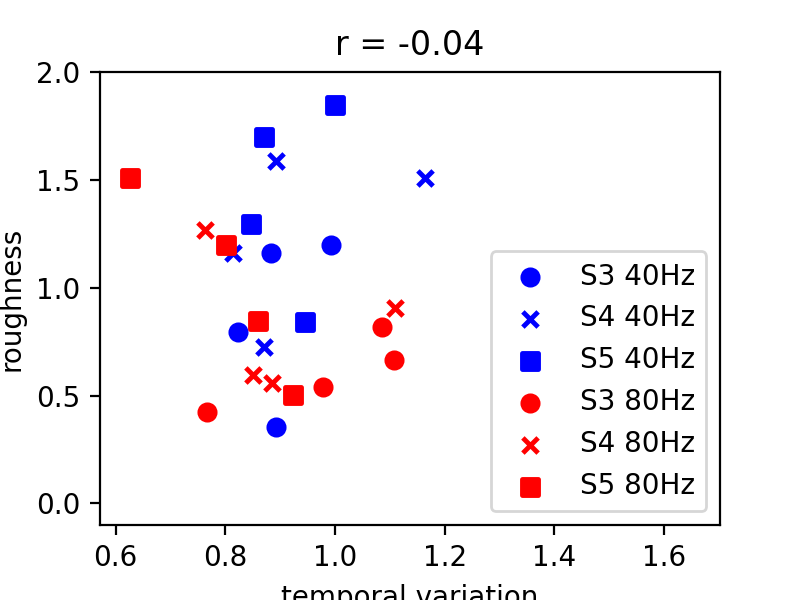 r = -0.04
2.0
1.5
1.0
0.5
0.0
roughness
S3 40Hz
S4 40Hz
S5 40Hz
S3 80Hz
S4 80Hz
S5 80Hz
0.6 0.8 1.0 1.2 1.4 1.6
temporal variation